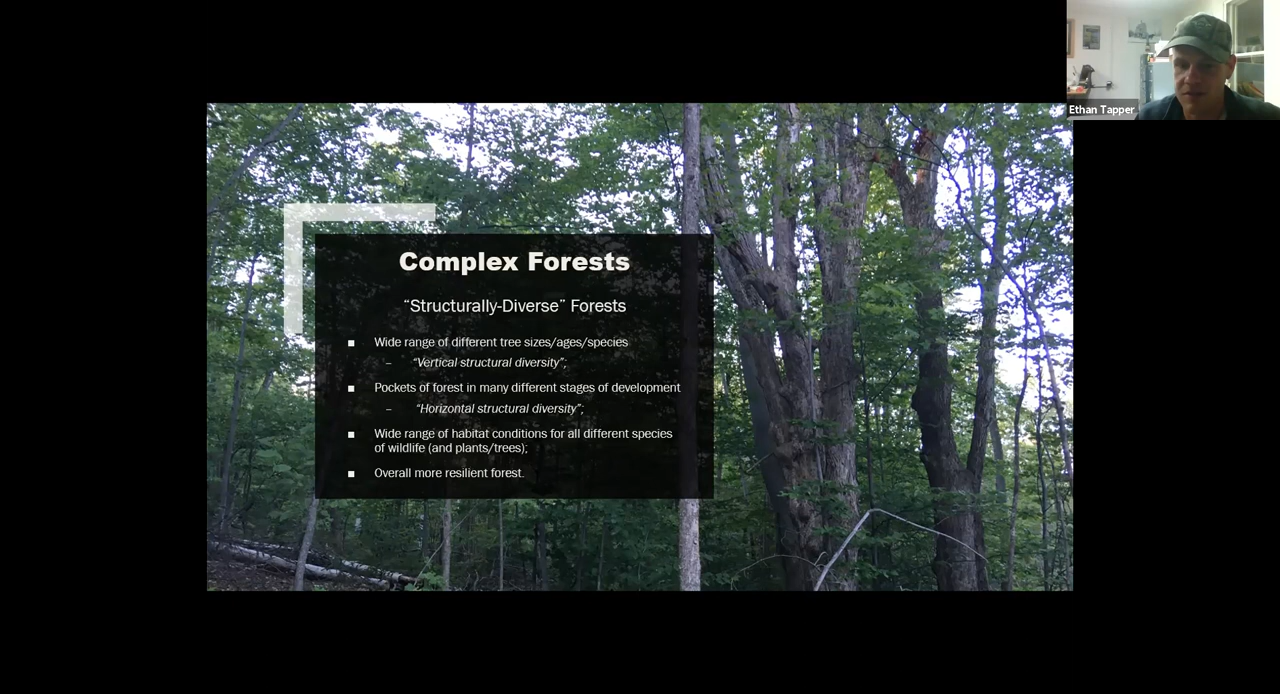 Ethan Tapper
Complex Forests
“Structurally-Diverse” Forests
■ Wide range of different tree sizes/ages/species
– “Vertical structural diversity”;
■ Pockets of forest in many different stages of development
– “Horizontal structural diversity”;
■ Wide range of habitat conditions for all different species
of wildlife (and plants/trees);
■ Overall more resilient forest.